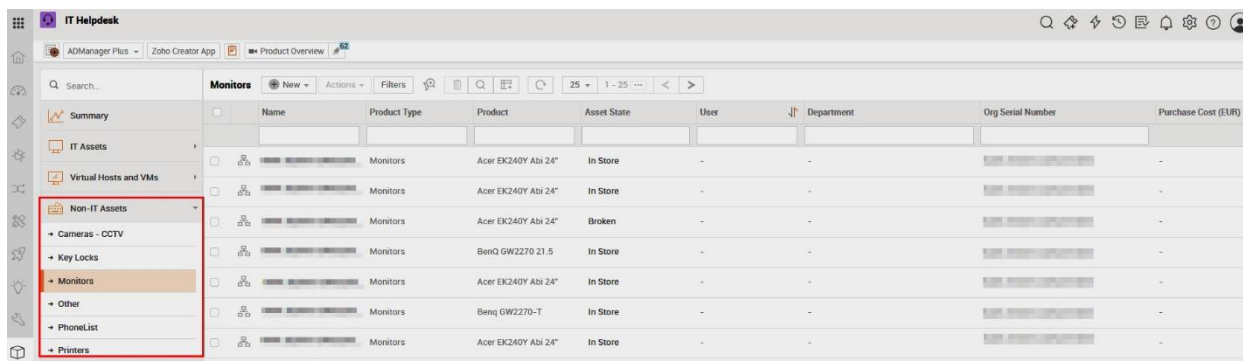 IT Helpdesk
ADManager Plus
Zoho Creator App
Product Overview
62
Search...
Monitors
New
Actions
Filters
25
1 - 25
Summary
IT Assets
Virtual Hosts and VMs
Non-IT Assets
Cameras - CCTV
Key Locks
Monitors
Other
PhoneList
Printers
Name Product Type Product Asset State User Department Org Serial Number Purchase Cost (EUR)
Monitors Acer EK240Y Abi 24" In Store - - -
Monitors Acer EK240Y Abi 24" In Store - - -
Monitors Acer EK240Y Abi 24" Broken - - -
Monitors BenQ GW2270 21.5 In Store - - -
Monitors Acer EK240Y Abi 24" In Store - - -
Monitors Benq GW2270-T In Store - - -
Monitors Acer EK240Y Abi 24" In Store - - -